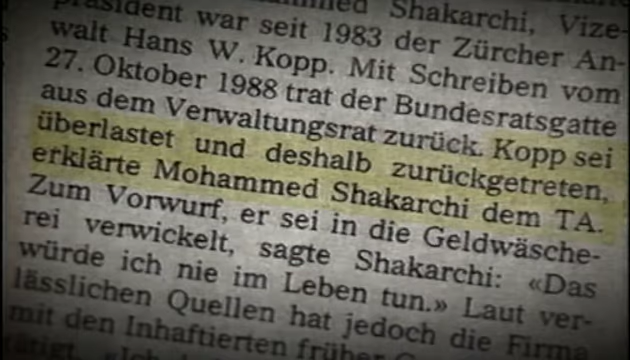 präsident war seit 1983 der Zürcher An-
walt Hans W. Kopp. Mit Schreiben vom
27. Oktober 1988 trat der Bundesratsgatte
aus dem Verwaltungsrat zurück. Kopp sei
überlastet und deshalb zurückgetreten,
erklärte Mohammed Shakarchi dem TA.
Zum Vorwurf, er sei in die Geldwäsche-
rei verwickelt, sagte Shakarchi: «Das
würde ich nie im Leben tun.» Laut ver-
lässlichen Quellen hat jedoch die Firma
mit den Inhaftierten früher